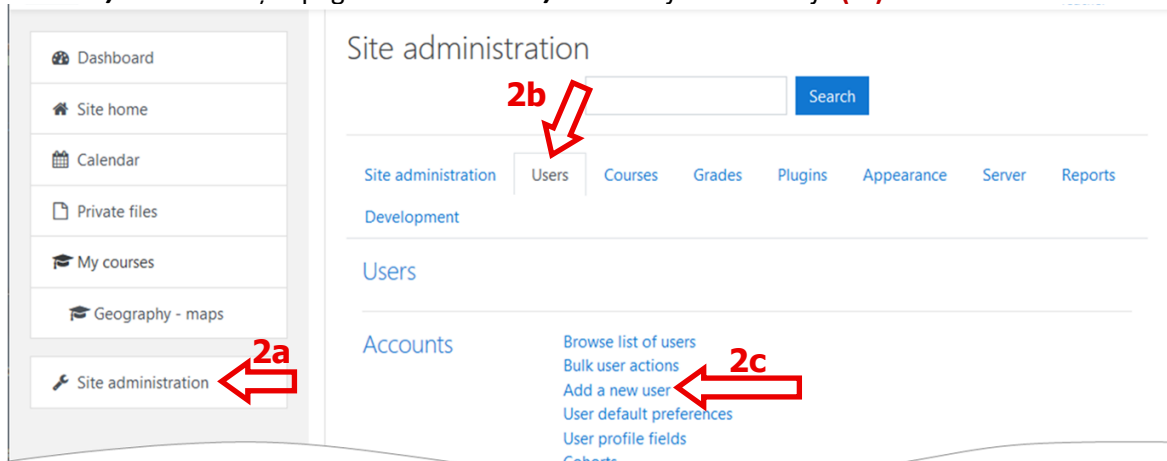 Dashboard
Site home
Calendar
Private files
My courses
Geography - maps
2a
Site administration
Site administration
2b
Search
Site administration Users Courses Grades Plugins Appearance Server Reports
Development
Users
Accounts
Browse list of users
Bulk user actions
2c
Add a new user
User default preferences
User profile fields
Cohorts